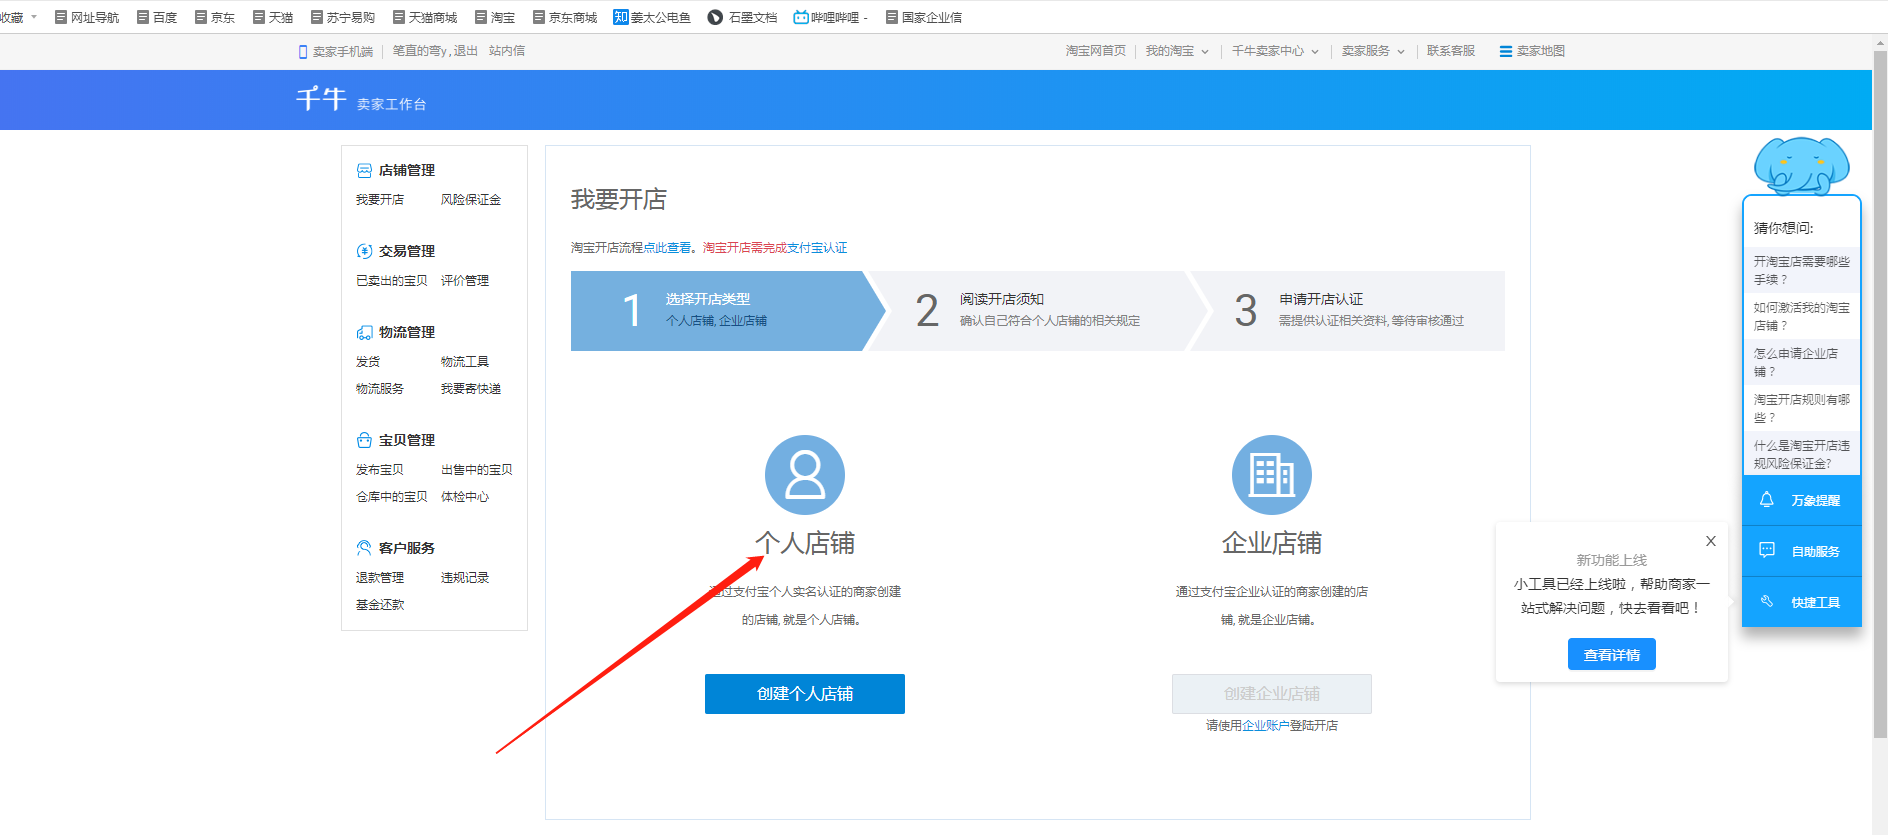 收藏
网址导航
百度
京东
天猫
苏宁易购
天猫商城
淘宝
京东商城
知 姜太公电鱼
石墨文档
哔哩哔哩 -
国家企业信
卖家手机端
笔直的弯y,退出
站内信
淘宝网首页
我的淘宝
千牛卖家中心
卖家服务
联系客服
卖家地图
千牛 卖家工作台
店铺管理
我要开店 风险保证金
交易管理
已卖出的宝贝 评价管理
物流管理
发货 物流工具
物流服务 我要寄快递
宝贝管理
发布宝贝 出售中的宝贝
仓库中的宝贝 体检中心
客户服务
退款管理 违规记录
基金还款
我要开店
淘宝开店流程点此查看。淘宝开店需完成支付宝认证
1 选择开店类型
个人店铺, 企业店铺
2 阅读开店须知
确认自己符合个人店铺的相关规定
3 申请开店认证
需提供认证相关资料, 等待审核通过
个人店铺
通过支付宝个人实名认证的商家创建
的店铺, 就是个人店铺。
创建个人店铺
企业店铺
通过支付宝企业认证的商家创建的店
铺, 就是企业店铺。
创建企业店铺
请使用企业账户登陆开店
猜你想问:
开淘宝店需要哪些
手续？
如何激活我的淘宝
店铺？
怎么申请企业店
铺？
淘宝开店规则有哪
些？
什么是淘宝开店违
规风险保证金?
万象提醒
自助服务
快捷工具
X
新功能上线
小工具已经上线啦，帮助商家一
站式解决问题，快去看看吧！
查看详情